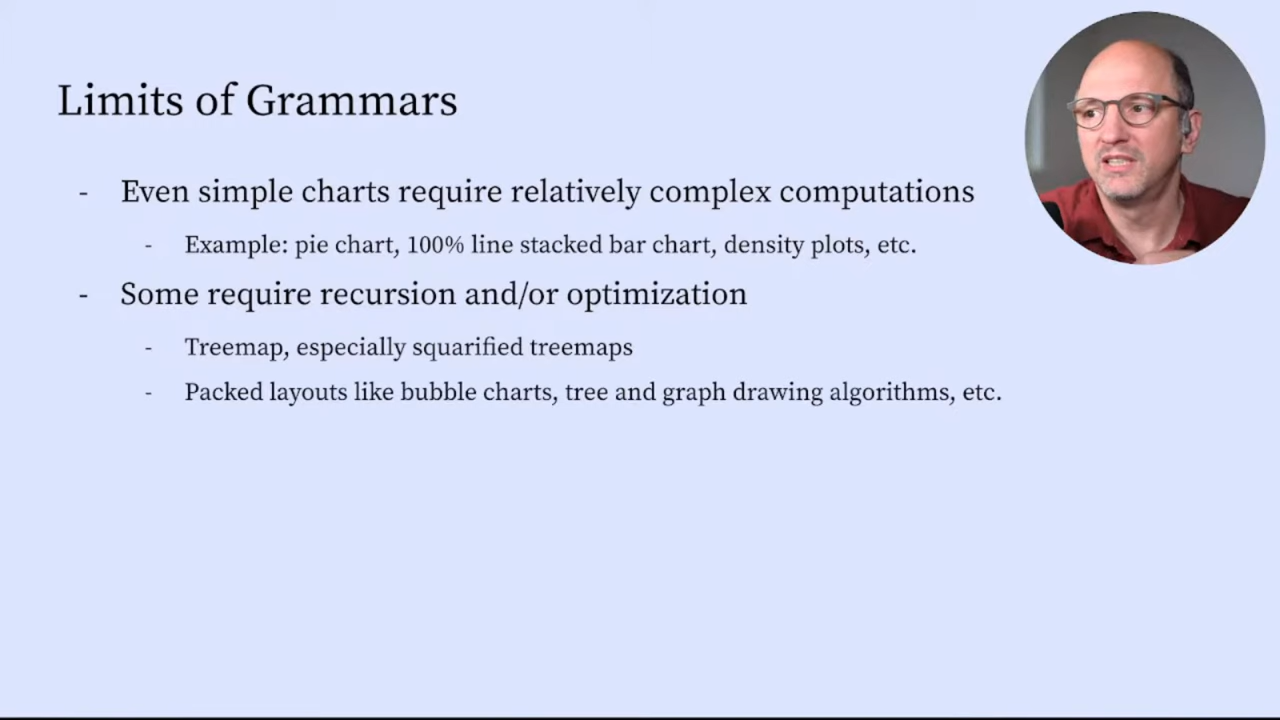 Limits of Grammars
- Even simple charts require relatively complex computations
- Example: pie chart, 100% line stacked bar chart, density plots, etc.
- Some require recursion and/or optimization
- Treemap, especially squarified treemaps
- Packed layouts like bubble charts, tree and graph drawing algorithms, etc.